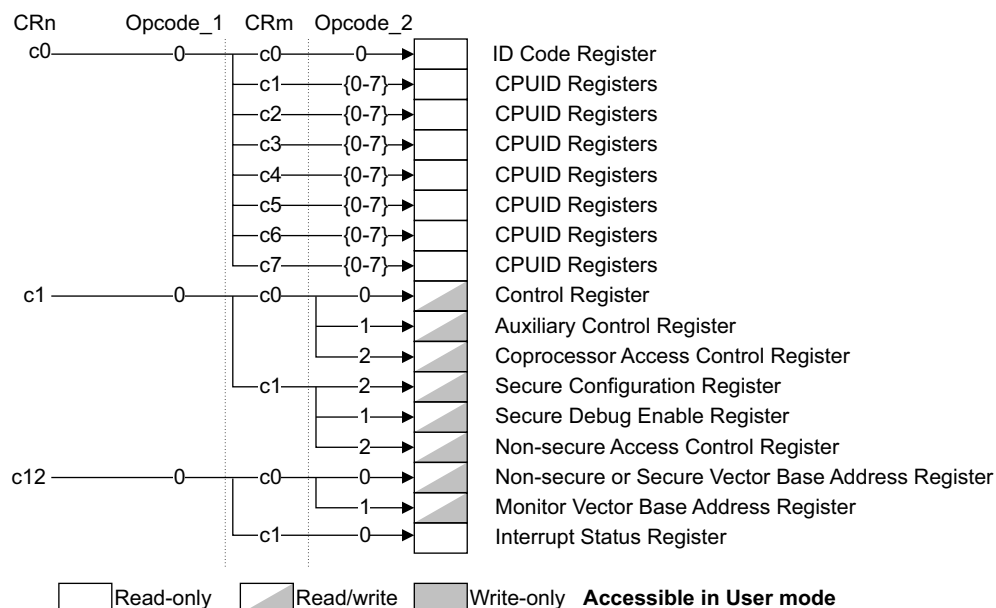 CRn Opcode_1 CRm Opcode_2
c0 0 c0 0 ID Code Register
c1 {0-7} CPUID Registers
c2 {0-7} CPUID Registers
c3 {0-7} CPUID Registers
c4 {0-7} CPUID Registers
c5 {0-7} CPUID Registers
c6 {0-7} CPUID Registers
c7 {0-7} CPUID Registers
c1 0 c0 0 Control Register
1 Auxiliary Control Register
2 Coprocessor Access Control Register
c1 2 Secure Configuration Register
1 Secure Debug Enable Register
2 Non-secure Access Control Register
c12 0 c0 0 Non-secure or Secure Vector Base Address Register
1 Monitor Vector Base Address Register
c1 0 Interrupt Status Register
Read-only Read/write Write-only Accessible in User mode